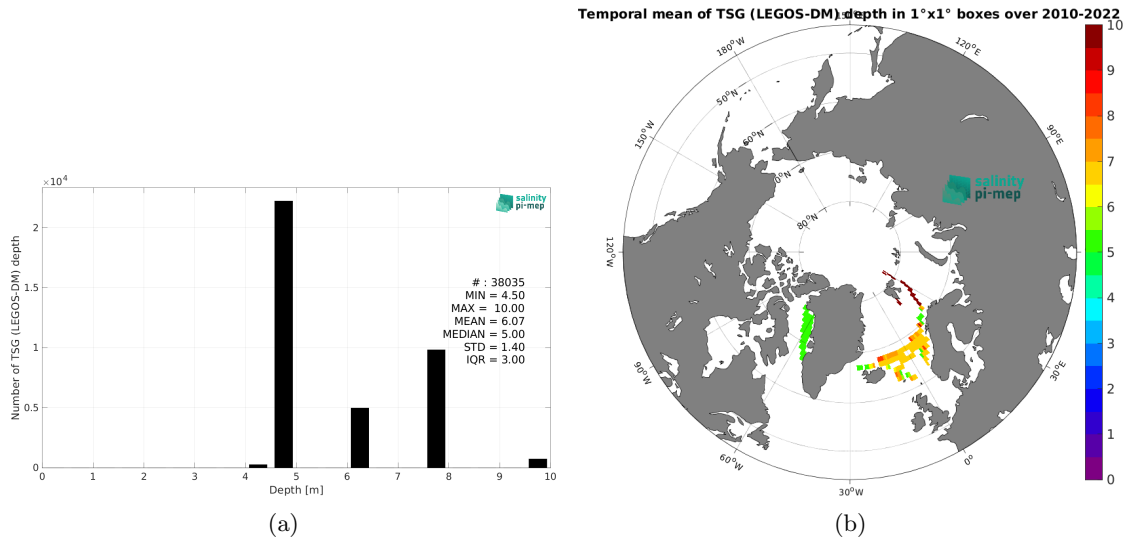 ×10⁴
2
1.5
1
0.5
0
0 1 2 3 4 5 6 7 8 9 10
Number of TSG (LEGOS-DM) depth
Depth [m]
salinity
pi-mep
# : 38035
MIN = 4.50
MAX = 10.00
MEAN = 6.07
MEDIAN = 5.00
STD = 1.40
IQR = 3.00
(a)
Temporal mean of TSG (LEGOS-DM) depth in 1°x1° boxes over 2010-2022
180°W
150°W
120°W
90°W
60°W
30°W
0°
30°E
60°E
90°E
120°E
50°N
60°N
0°N
80°N
salinity
pi-mep
10
9
8
7
6
5
4
3
2
1
0
(b)